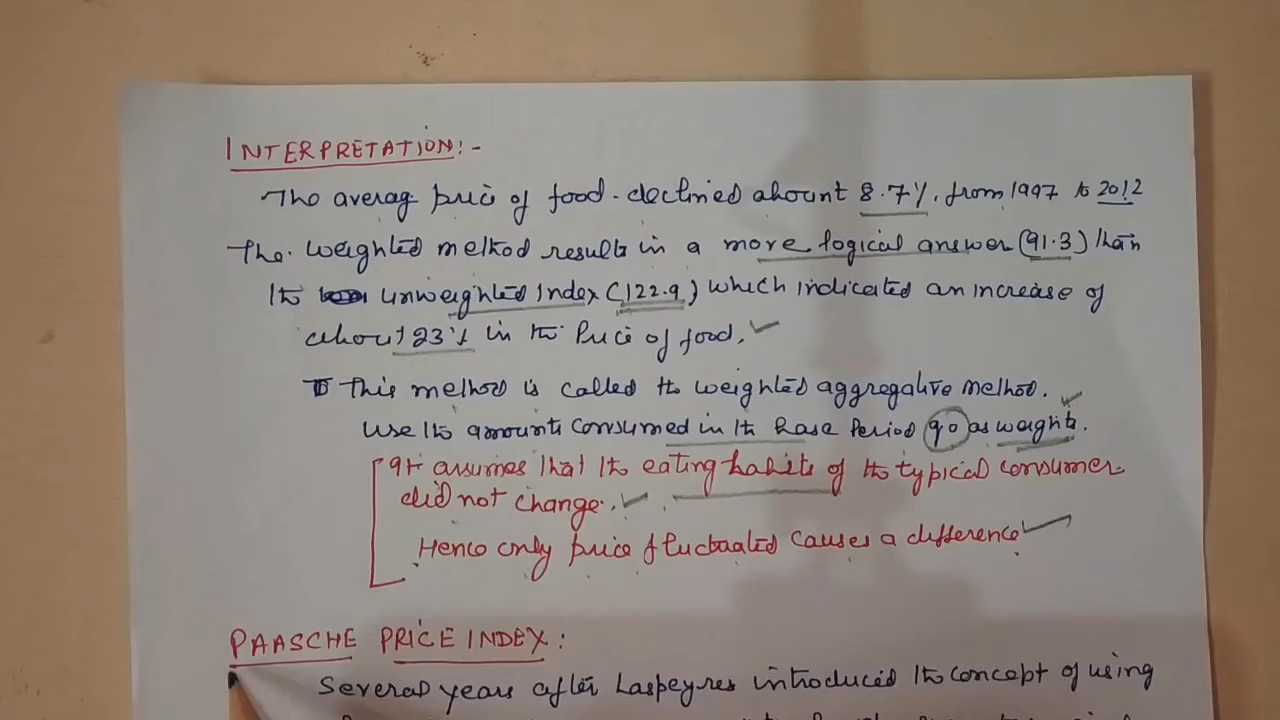 INTERPRETATION:-
The averag price of food declined about 8.7% from 1997 to 2012
The weighted method results in a more logical answer (91.3) than
the unweighted index (122.9) which indicated an increase of
about 23% in the Price of food.
This method is called the weighted aggregative method.
Use the amounts consumed in the base Period q0 as weights.
It assumes that the eating habits of the typical consumer
did not change.
Hence only price fluctuated causes a difference
PAASCHE PRICE INDEX:
Several years after Laspeyres introduced the concept of using